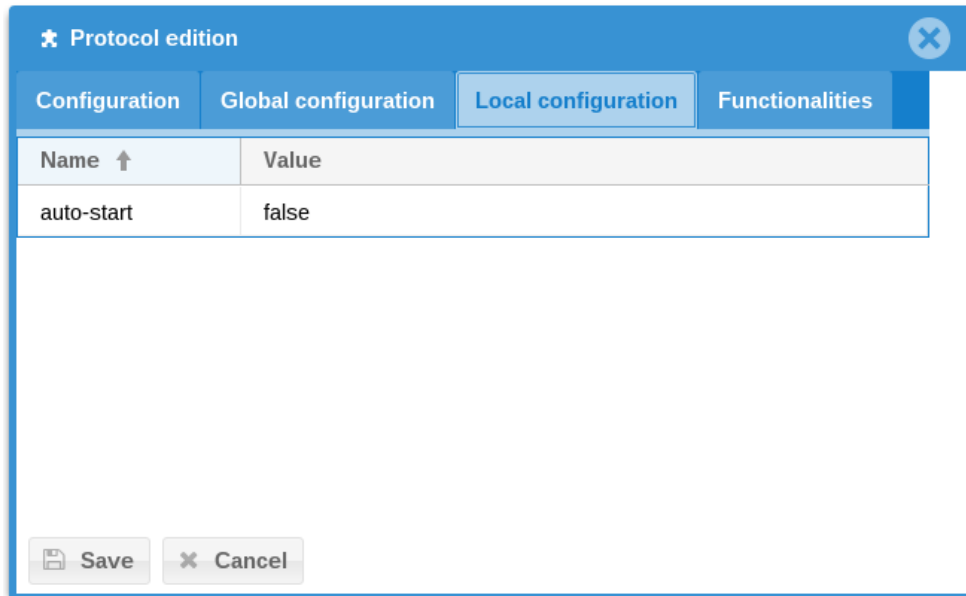 Protocol edition
Configuration Global configuration Local configuration Functionalities
Name Value
auto-start false
Save Cancel